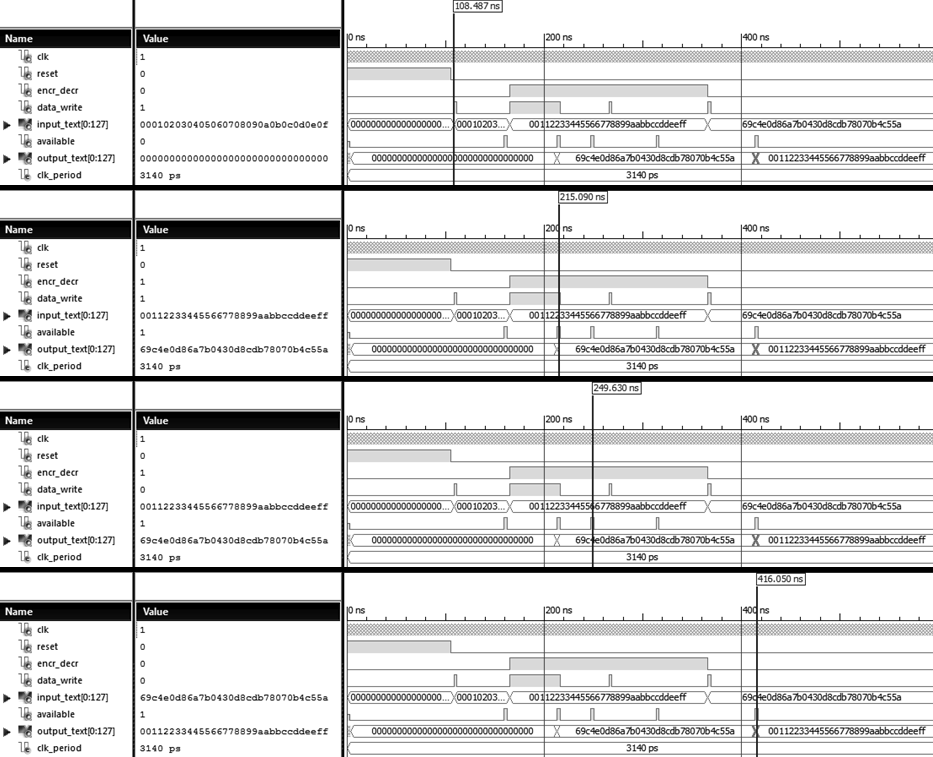 108.487 ns
Name Value 0 ns 200 ns 400 ns
clk 1
reset 0
encr_decr 0
data_write 1
input_text[0:127] 000102030405060708090a0b0c0d0e0f 000000000000000000... 00010203... 00112233445566778899aabbccddeeff 69c4e0d86a7b0430d8cdb78070b4c55a
available 0
output_text[0:127] 00000000000000000000000000000000 00000000000000000000000000000000 69c4e0d86a7b0430d8cdb78070b4c55a 00112233445566778899aabbccddeeff
clk_period 3140 ps 3140 ps
215.090 ns
Name Value 0 ns 200 ns 400 ns
clk 1
reset 0
encr_decr 1
data_write 1
input_text[0:127] 00112233445566778899aabbccddeeff 000000000000000000... 00010203... 00112233445566778899aabbccddeeff 69c4e0d86a7b0430d8cdb78070b4c55a
available 1
output_text[0:127] 69c4e0d86a7b0430d8cdb78070b4c55a 00000000000000000000000000000000 69c4e0d86a7b0430d8cdb78070b4c55a 00112233445566778899aabbccddeeff
clk_period 3140 ps 3140 ps
249.630 ns
Name Value 0 ns 200 ns 400 ns
clk 1
reset 0
encr_decr 1
data_write 0
input_text[0:127] 00112233445566778899aabbccddeeff 000000000000000000... 00010203... 00112233445566778899aabbccddeeff 69c4e0d86a7b0430d8cdb78070b4c55a
available 1
output_text[0:127] 69c4e0d86a7b0430d8cdb78070b4c55a 00000000000000000000000000000000 69c4e0d86a7b0430d8cdb78070b4c55a 00112233445566778899aabbccddeeff
clk_period 3140 ps 3140 ps
416.050 ns
Name Value 0 ns 200 ns 400 ns
clk 1
reset 0
encr_decr 0
data_write 0
input_text[0:127] 69c4e0d86a7b0430d8cdb78070b4c55a 000000000000000000... 00010203... 00112233445566778899aabbccddeeff 69c4e0d86a7b0430d8cdb78070b4c55a
available 1
output_text[0:127] 00112233445566778899aabbccddeeff 00000000000000000000000000000000 69c4e0d86a7b0430d8cdb78070b4c55a 00112233445566778899aabbccddeeff
clk_period 3140 ps 3140 ps